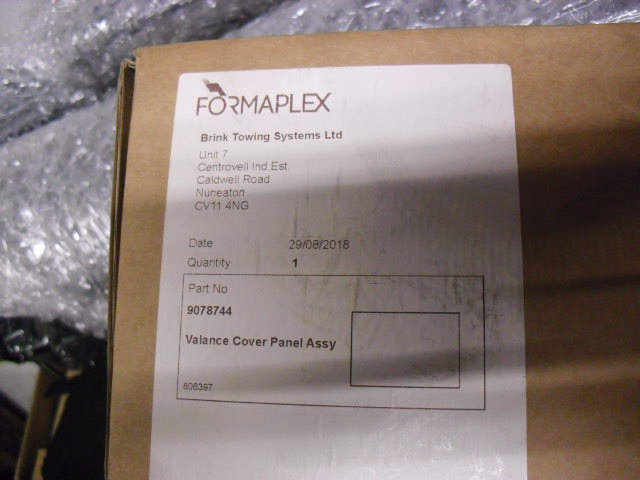 FORMAPLEX
Brink Towing Systems Ltd
Unit 7
Centrovell Ind Est.
Caldwell Road
Nuneaton
CV11 4NG
Date 29/08/2018
Quantity 1
Part No
9078744
Valance Cover Panel Assy
806397